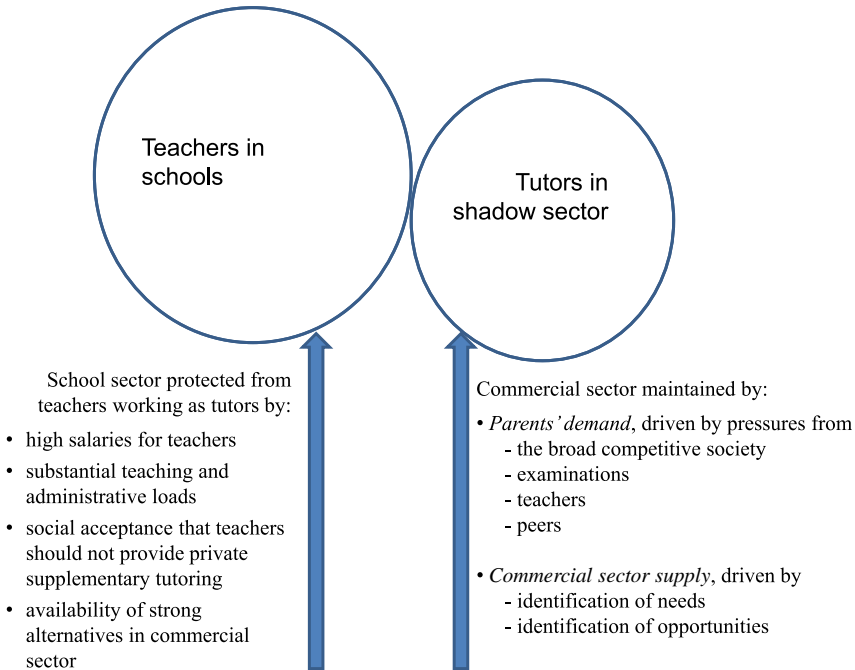 Teachers in
schools
Tutors in
shadow sector
School sector protected from
teachers working as tutors by:
• high salaries for teachers
• substantial teaching and
administrative loads
• social acceptance that teachers
should not provide private
supplementary tutoring
• availability of strong
alternatives in commercial
sector
Commercial sector maintained by:
• Parents’ demand, driven by pressures from
- the broad competitive society
- examinations
- teachers
- peers
• Commercial sector supply, driven by
- identification of needs
- identification of opportunities